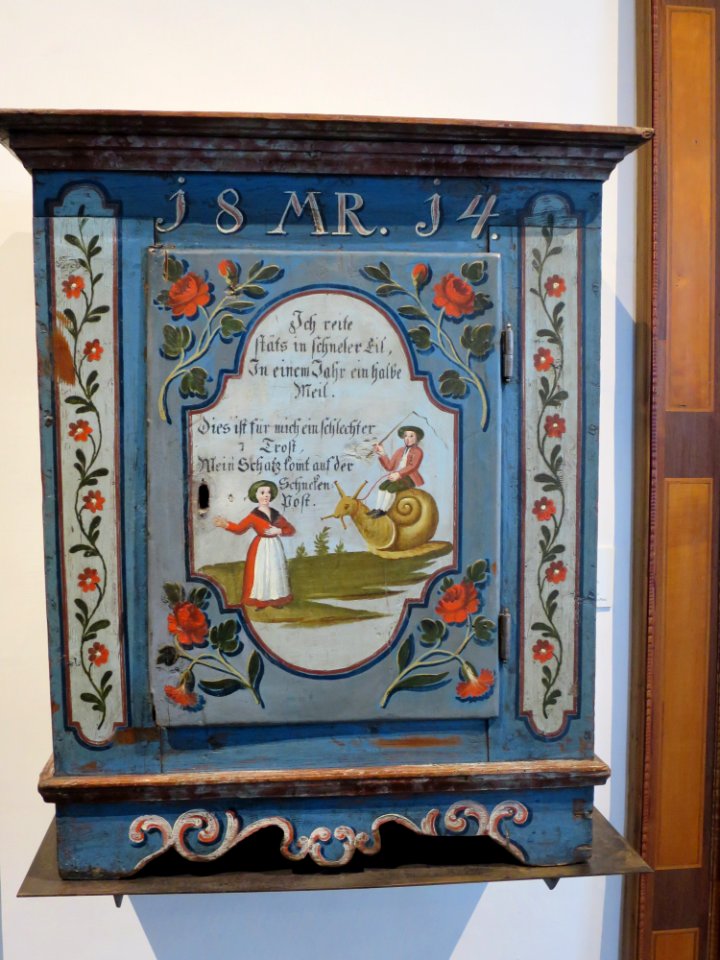 18 MR. 14.
Ich reite
stäts in schneler Eil,
In einem Jahr ein halbe
Meil.
Dies ist für mich ein schlechter
Trost,
Mein Schatz komt auf der
Schneken
Post.